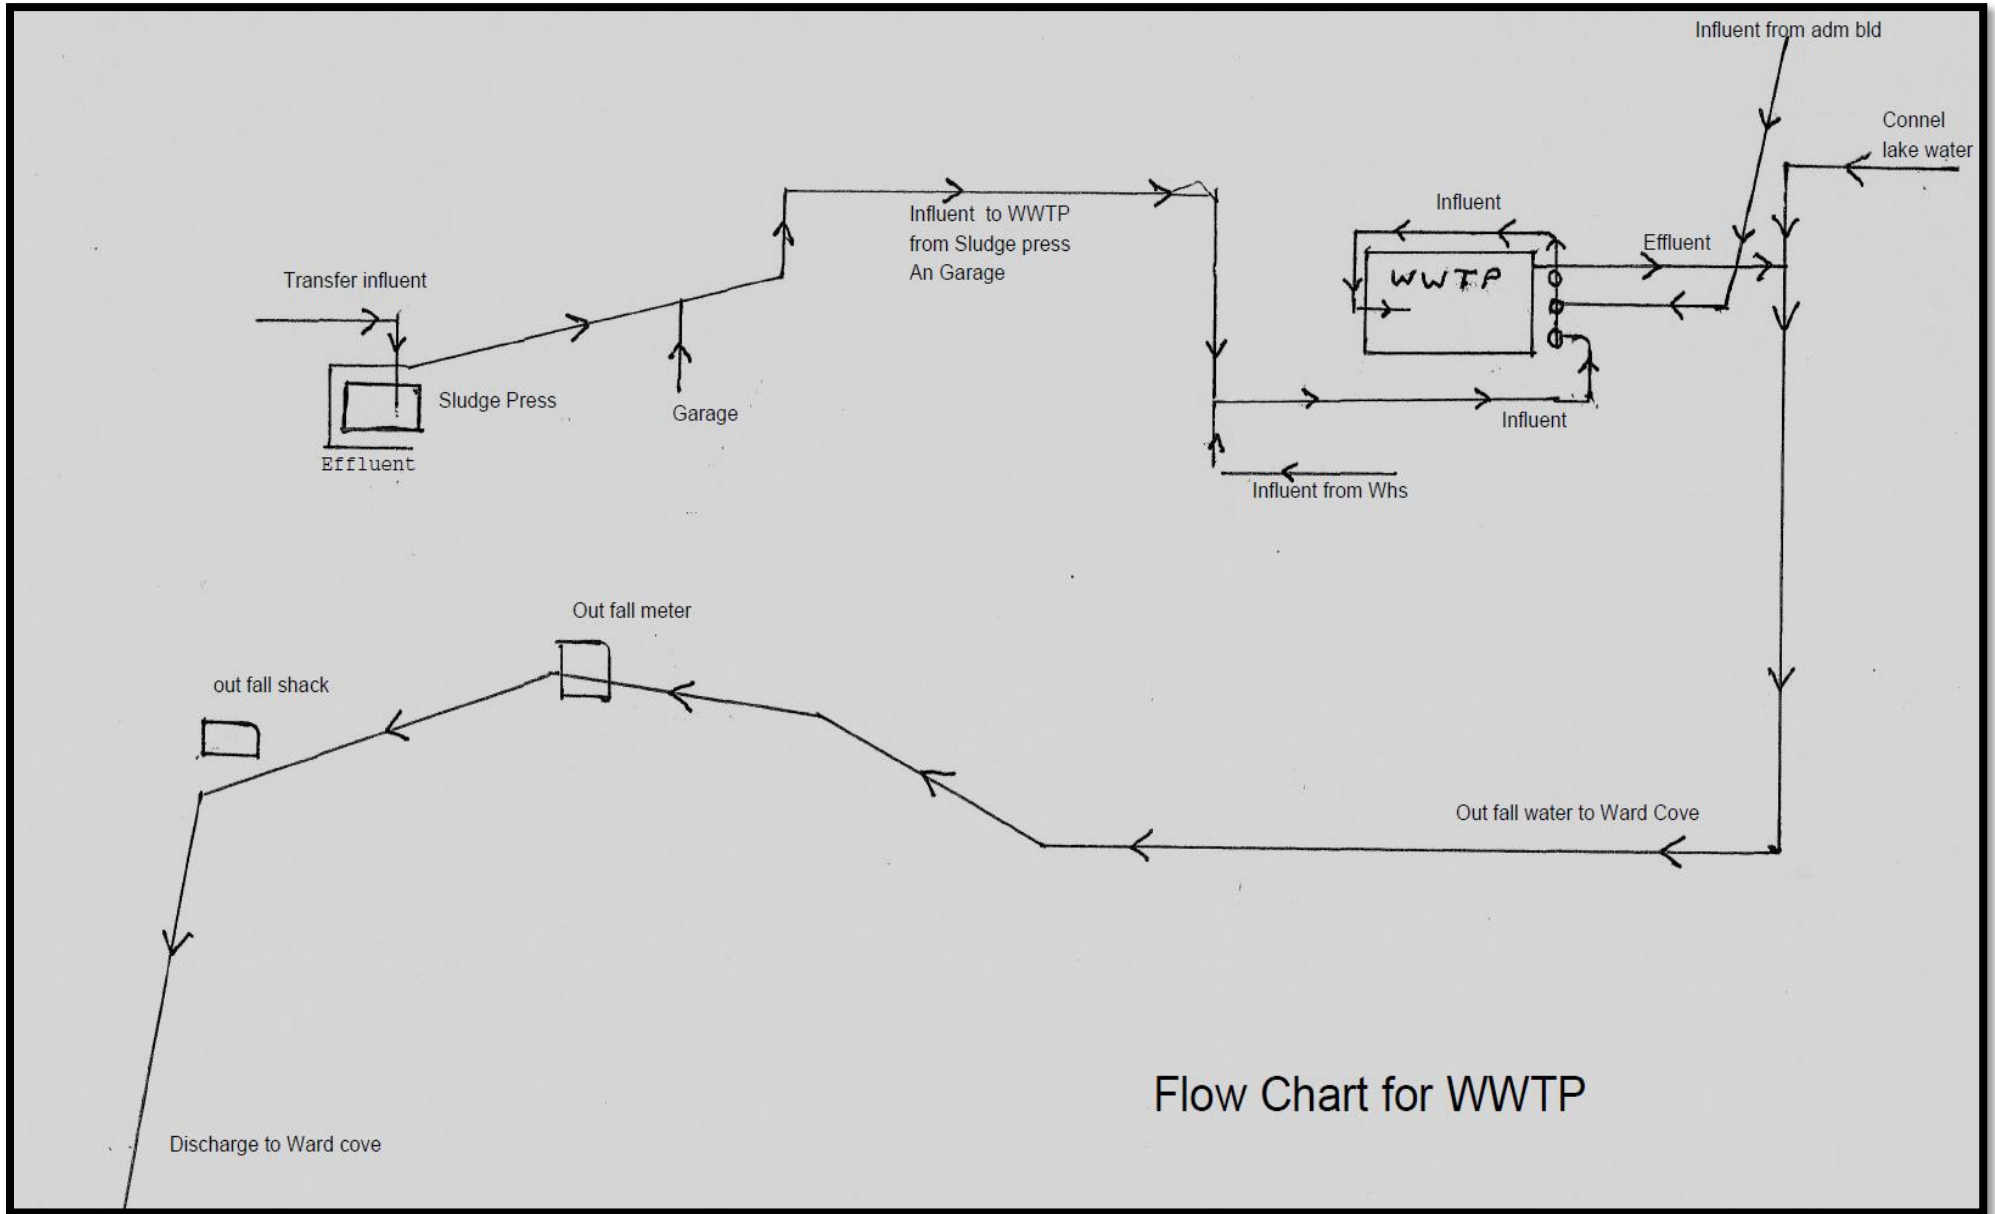 Influent from adm bld
Connel
lake water
Influent
Effluent
WWTP
Influent to WWTP
from Sludge press
An Garage
Transfer influent
Sludge Press
Garage
Effluent
Influent
Influent from Whs
Out fall meter
out fall shack
Out fall water to Ward Cove
Flow Chart for WWTP
Discharge to Ward cove